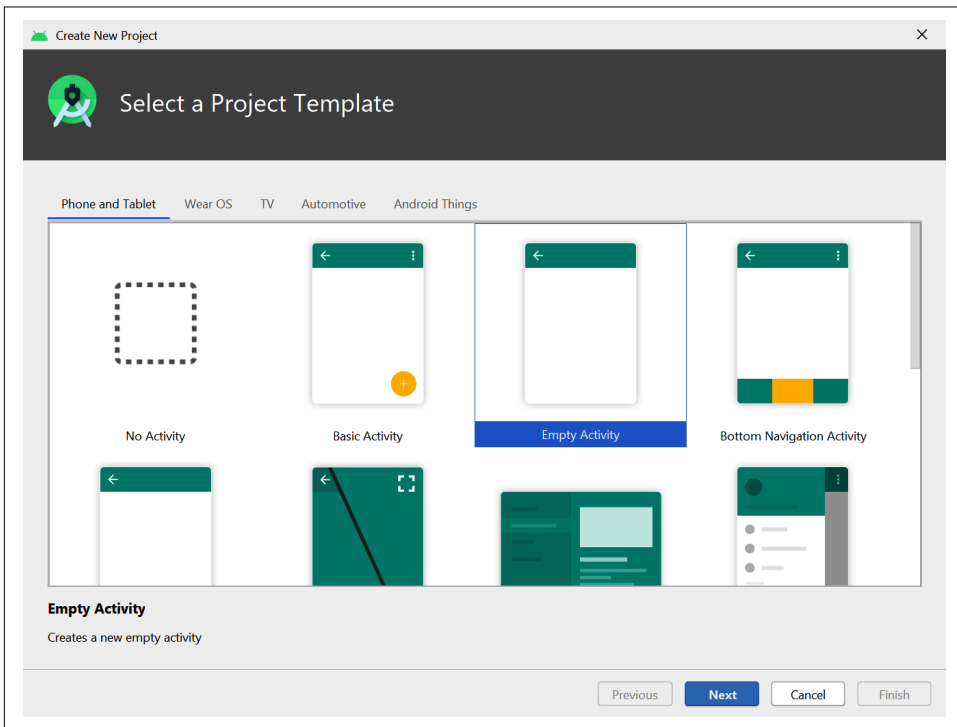 Create New Project
Select a Project Template
Phone and Tablet Wear OS TV Automotive Android Things
No Activity Basic Activity Empty Activity Bottom Navigation Activity
Empty Activity
Creates a new empty activity
Previous Next Cancel Finish